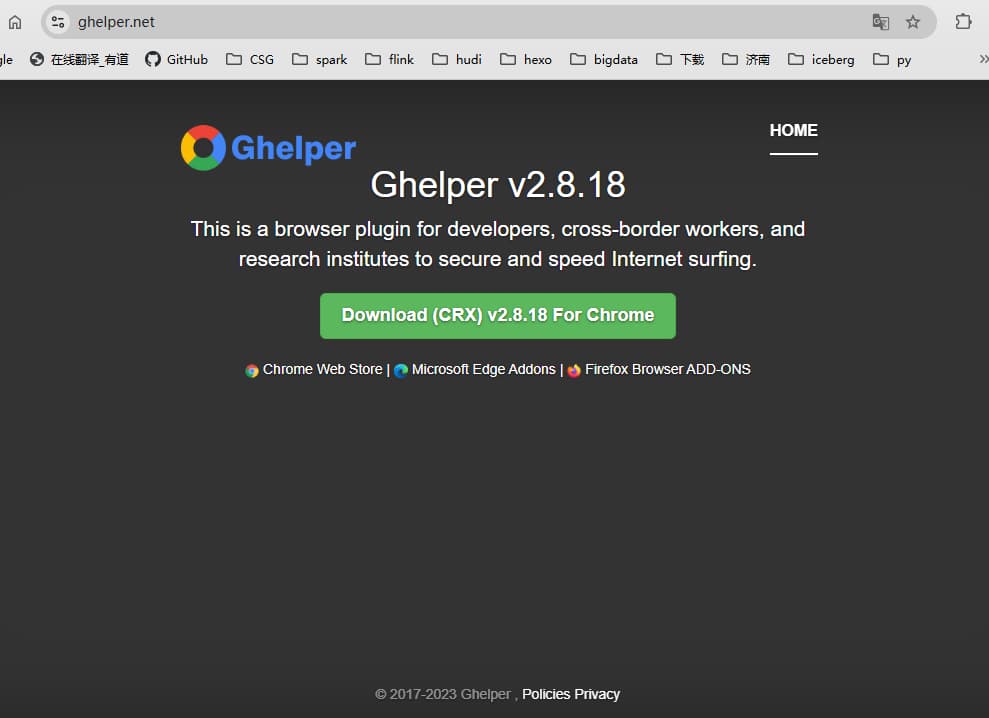 ghelper.net
le 在线翻译_有道 GitHub CSG spark flink hudi hexo bigdata 下载 济南 iceberg py »
HOME
Ghelper
Ghelper v2.8.18
This is a browser plugin for developers, cross-border workers, and
research institutes to secure and speed Internet surfing.
Download (CRX) v2.8.18 For Chrome
Chrome Web Store | Microsoft Edge Addons | Firefox Browser ADD-ONS
© 2017-2023 Ghelper , Policies Privacy